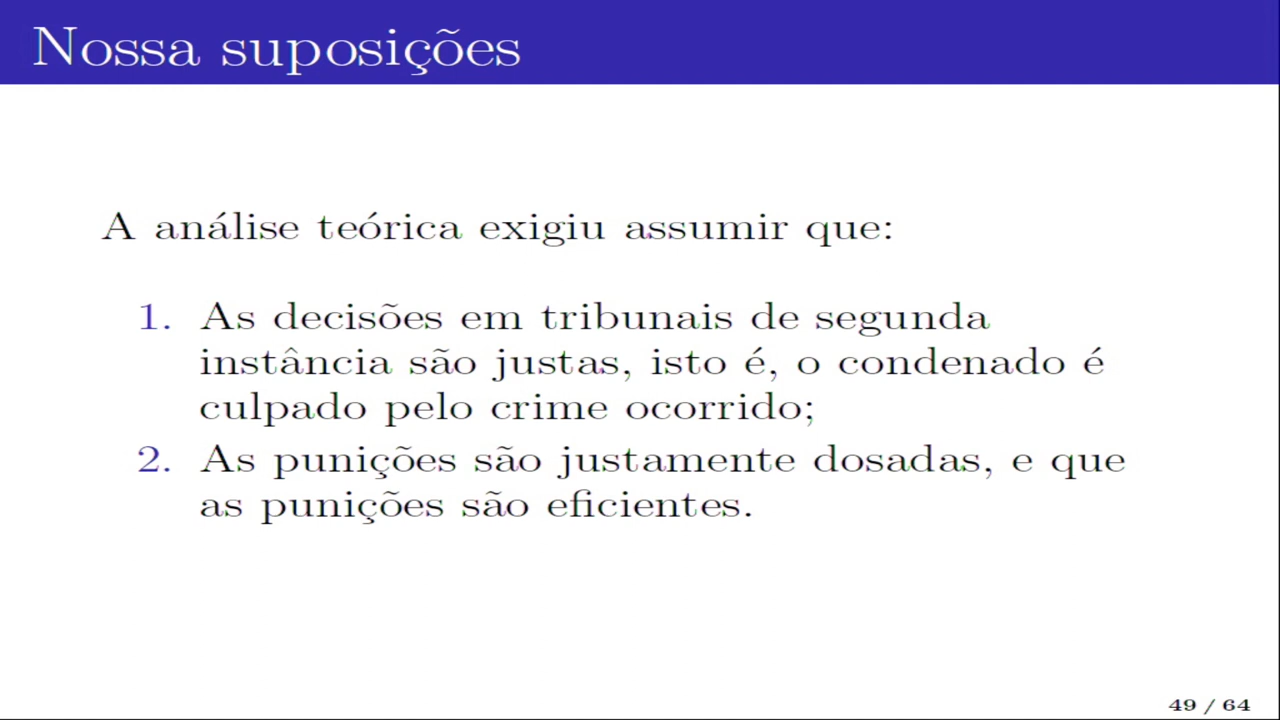 Nossa suposições
A análise teórica exigiu assumir que:
1. As decisões em tribunais de segunda
instância são justas, isto é, o condenado é
culpado pelo crime ocorrido;
2. As punições são justamente dosadas, e que
as punições são eficientes.
49 / 64